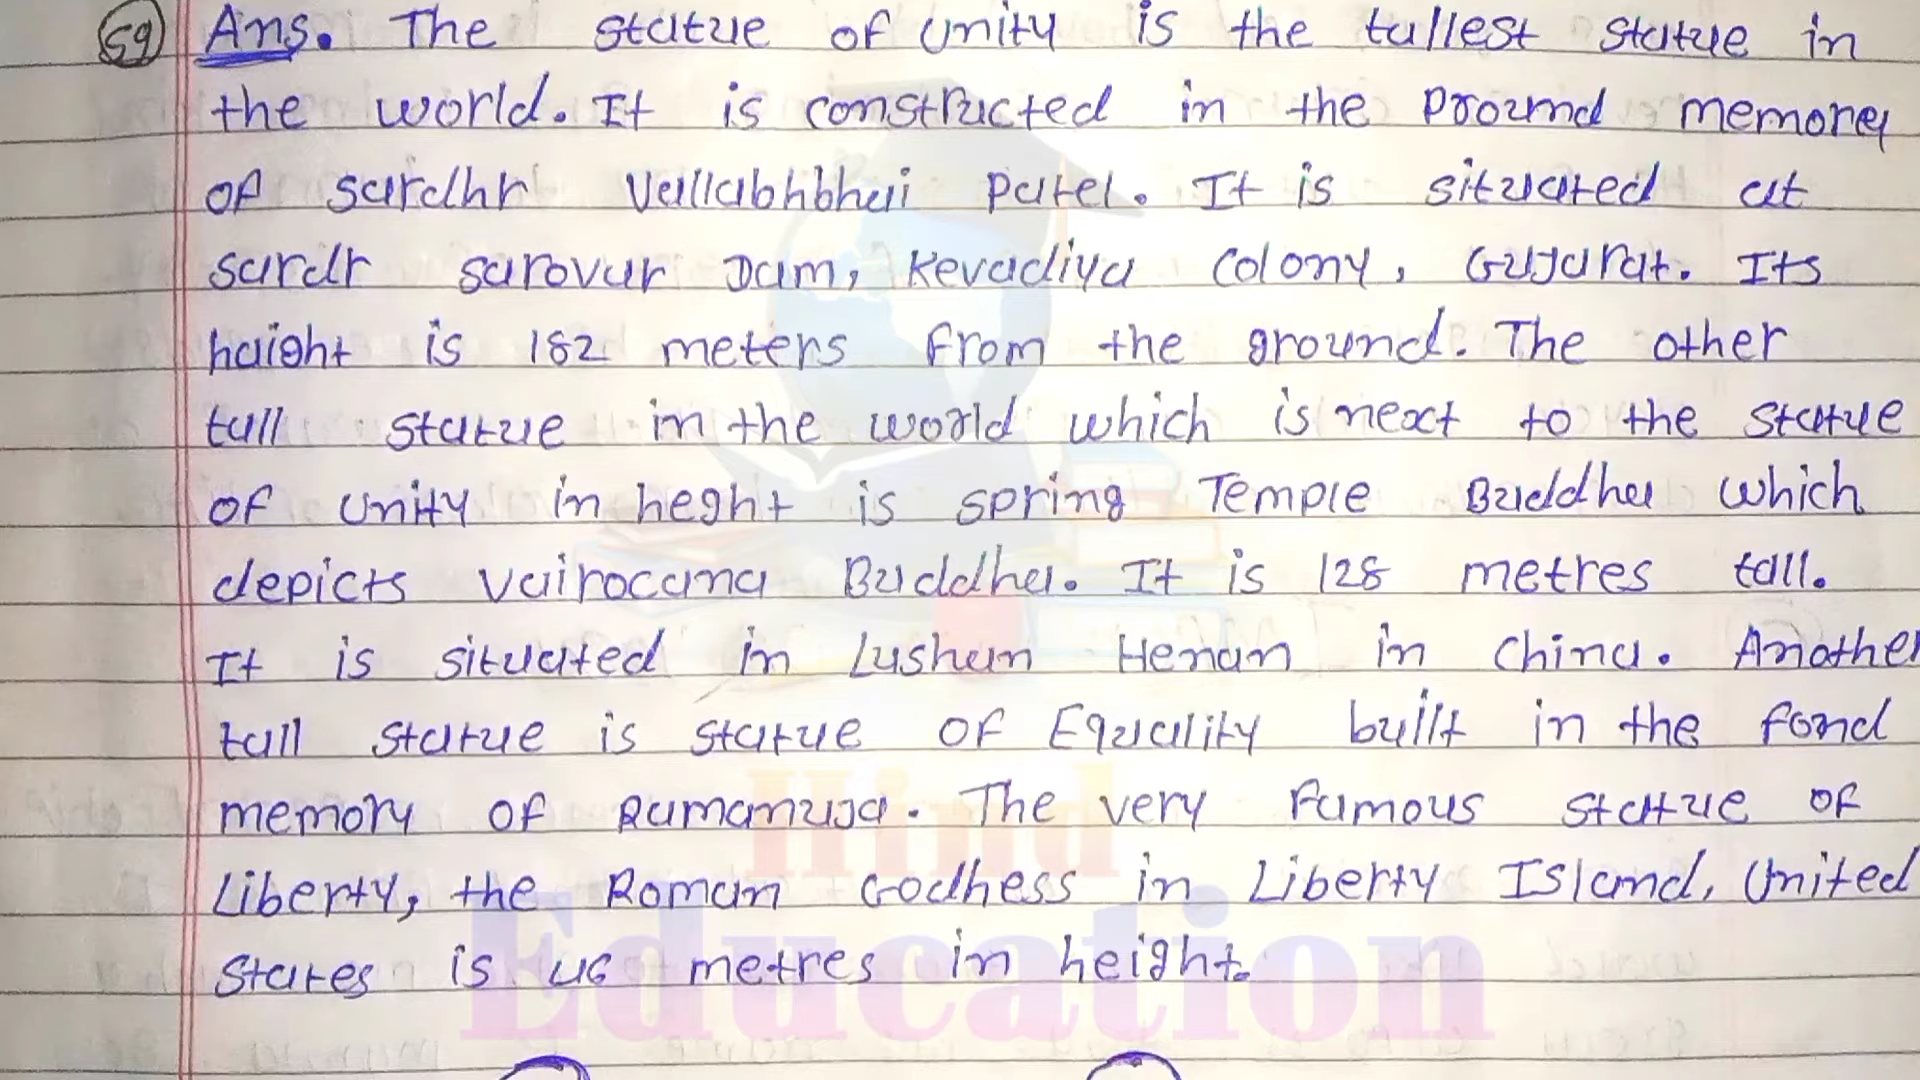 59 Ans. The statue of Unity is the tallest statue in
the world. It is constructed in the Proumd memorey
of sardhr Vallabhbhai Patel. It is situated at
sardr sarovar Dam, Kevadiya Colony, Gujarat. Its
haight is 182 meters from the ground. The other
tall statue in the world which is next to the statue
of Unity in heght is spring Temple Buddha which
depicts vairocana Buddha. It is 128 metres tall.
It is situated in Lushan Henan in China. Another
tall statue is statue of Equality built in the fond
memory of Ramanuja. The very Famous statue of
Liberty, the Roman Godhess in Liberty Island, United
States is 46 metres in height.
Hind
Education